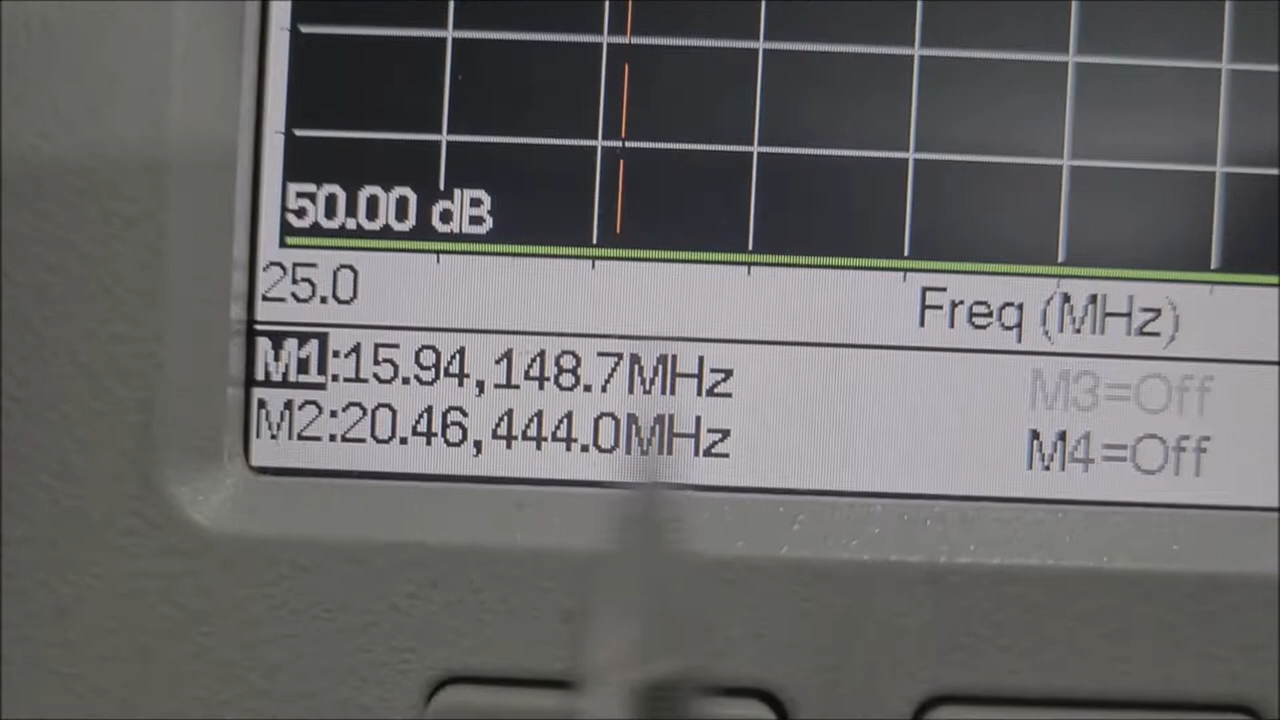 50.00 dB
25.0
Freq (MHz)
M1:15.94,148.7MHz
M3=Off
M2:20.46,444.0MHz
M4=Off